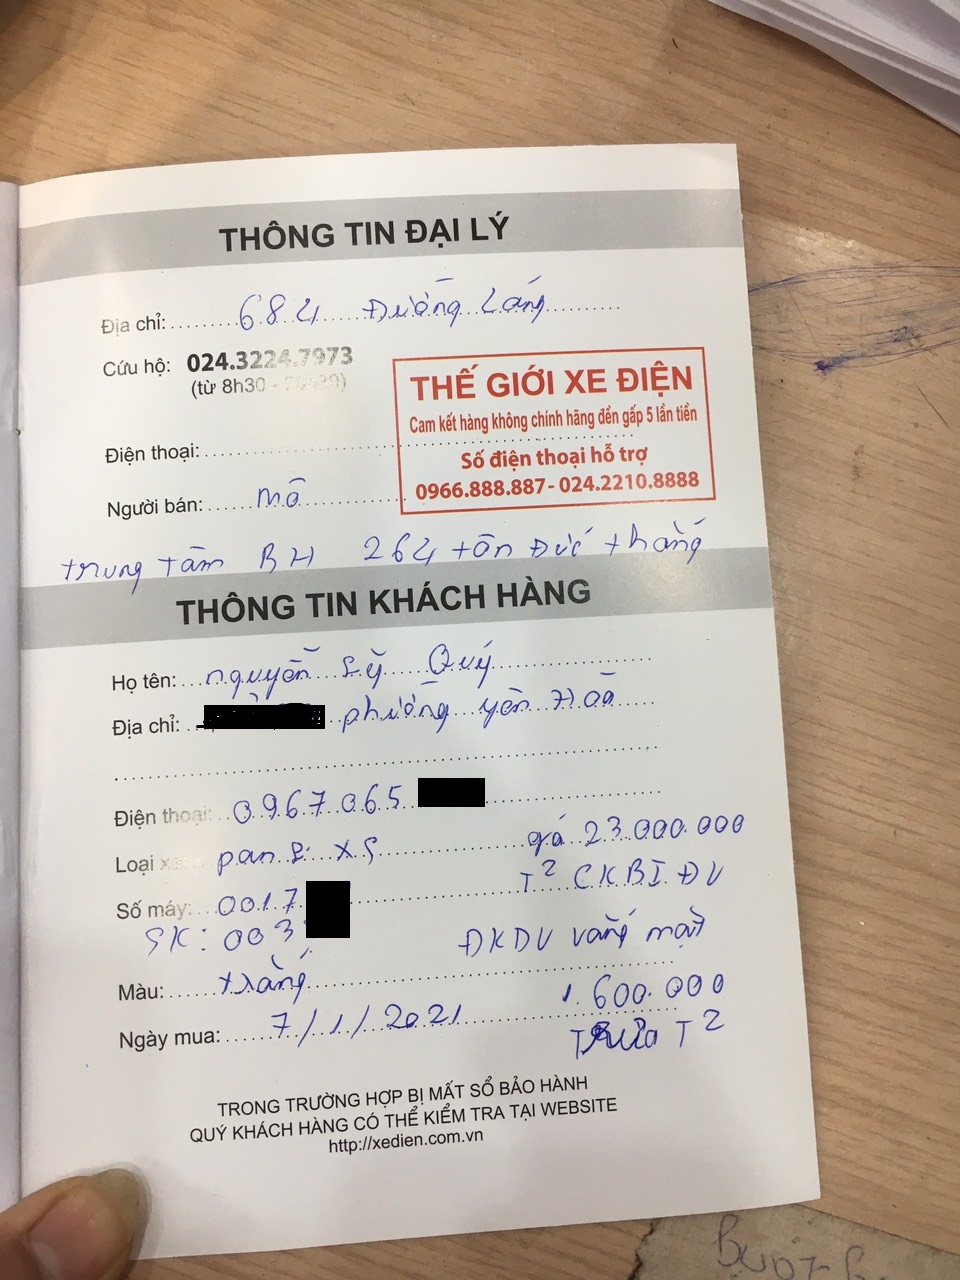 THÔNG TIN ĐẠI LÝ
Địa chỉ: 684 Đường Láng
Cứu hộ: 024.3224.7973
(từ 8h30 -
THẾ GIỚI XE ĐIỆN
Cam kết hàng không chính hãng đền gấp 5 lần tiền
Số điện thoại hỗ trợ
0966.888.887- 024.2210.8888
Điện thoại:
Người bán: Mô
trung tâm BH 264 tôn Đức thắng
THÔNG TIN KHÁCH HÀNG
Họ tên: nguyễn Sỹ Quý
Địa chỉ: phường yên Hoà
Điện thoại: 0967.065
giá 23.000.000
Loại xe: pan S XS
T² CKBI ĐV
Số máy: 0017
SK: 003
ĐKDV vắng mặt
Màu: trắng
1.600.000
Ngày mua: 7/1/2021
Trưa T²
TRONG TRƯỜNG HỢP BỊ MẤT SỔ BẢO HÀNH
QUÝ KHÁCH HÀNG CÓ THỂ KIỂM TRA TẠI WEBSITE
http://xedien.com.vn